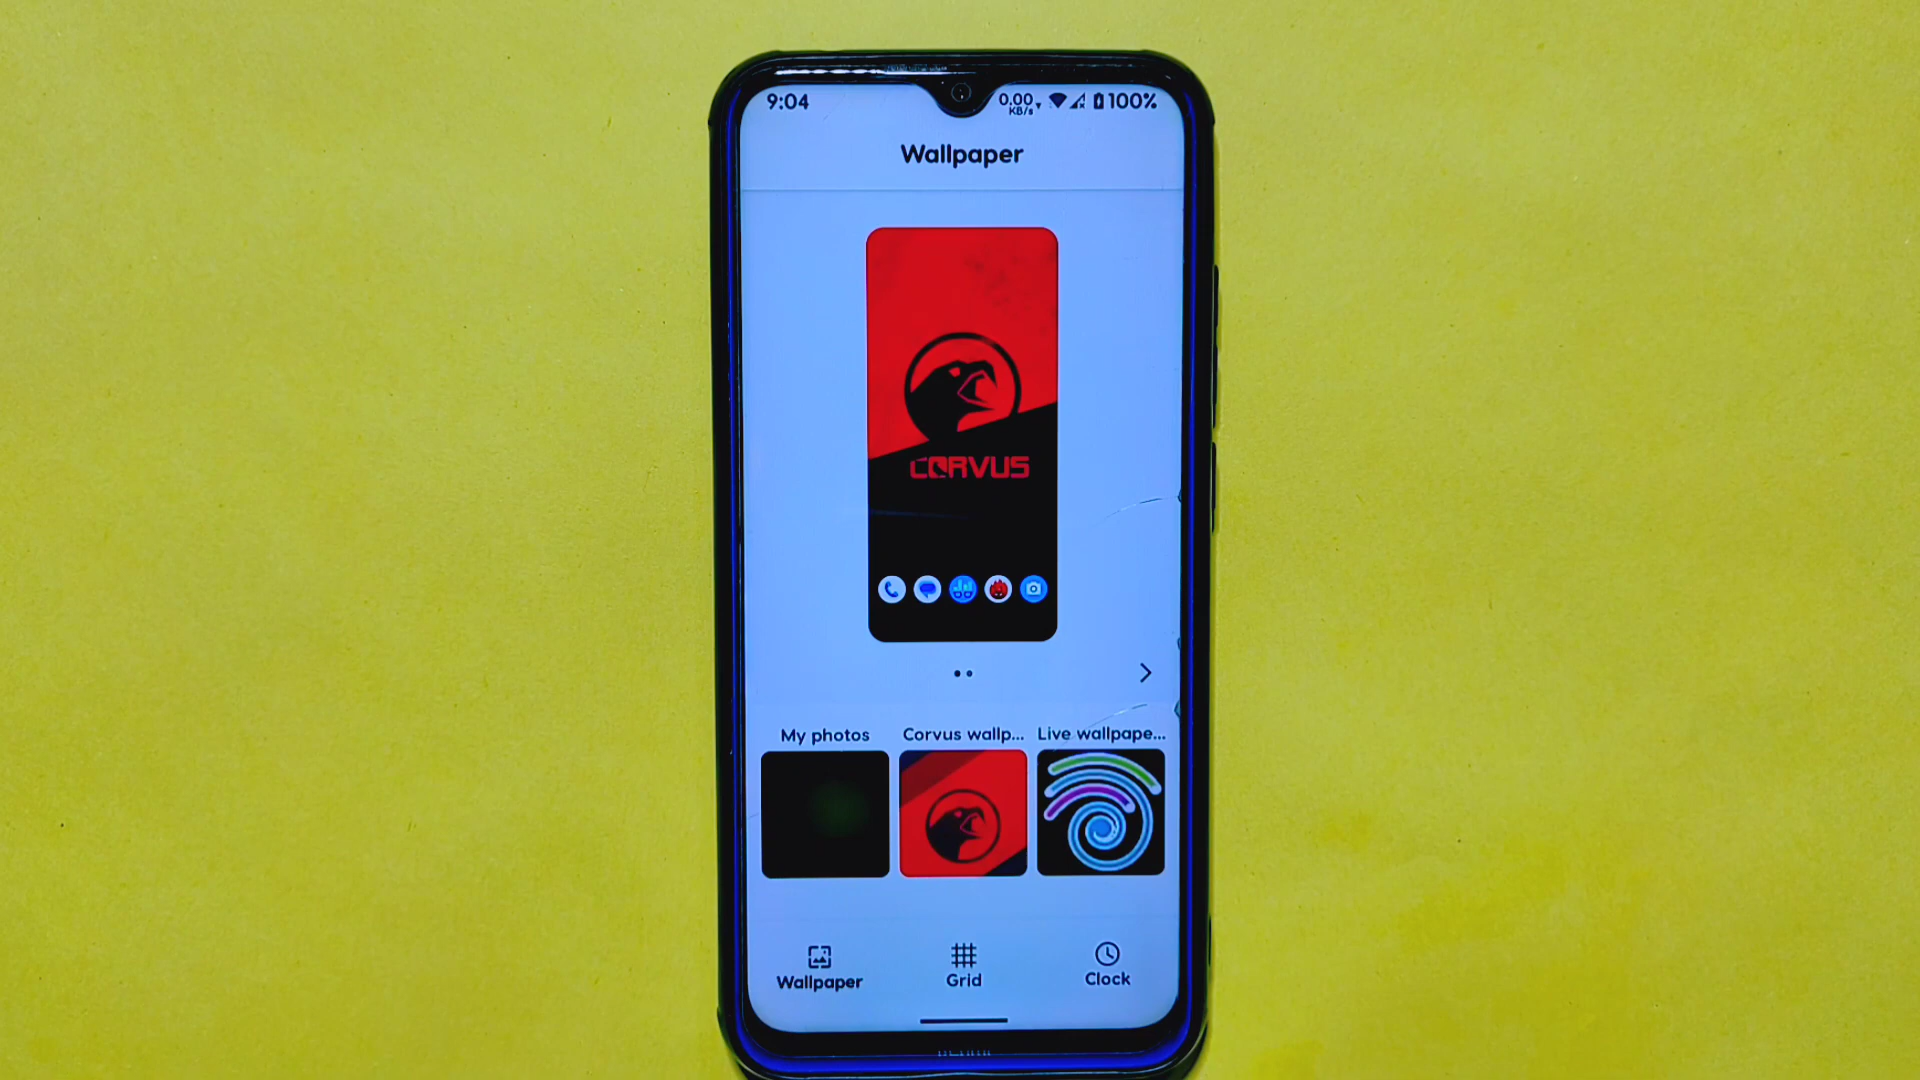 9:04
0.00
KB/s
100%
Wallpaper
CORVUS
My photos
Corvus wallp...
Live wallpape...
Wallpaper
Grid
Clock